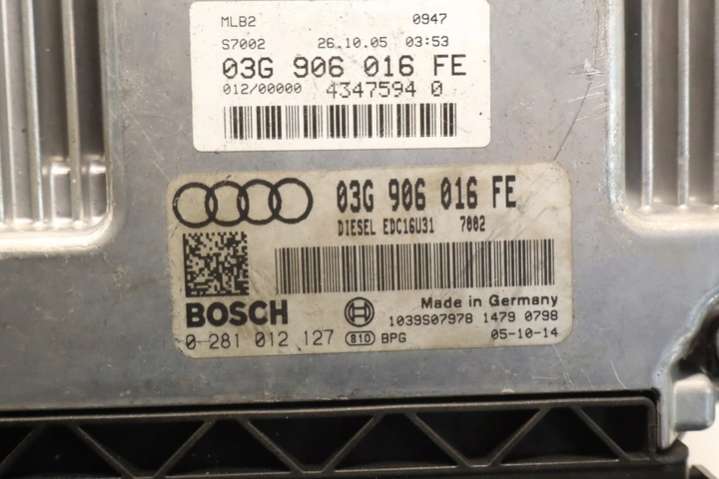 MLB2 0947
S7002 26.10.05 03:53
03G 906 016 FE
012/00000 4347594 0
03G 906 016 FE
DIESEL EDC16U31 7002
BOSCH
Made in Germany
1039S07978 1479 0798
0 281 012 127 810 BPG 05-10-14